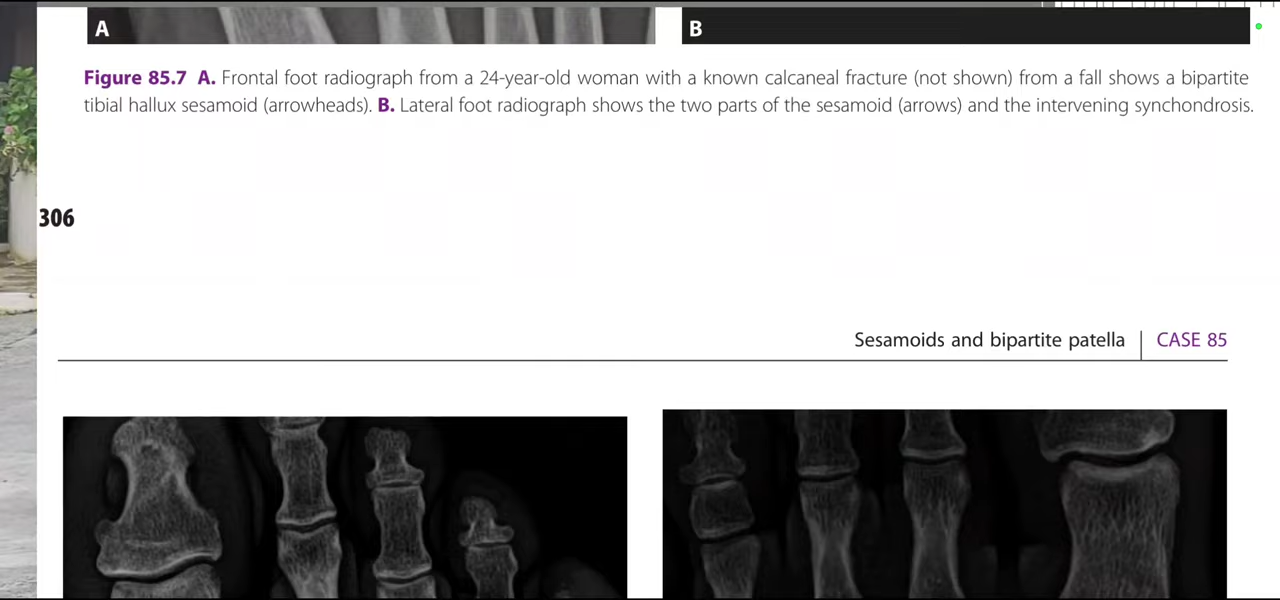 A
B
Figure 85.7 A. Frontal foot radiograph from a 24-year-old woman with a known calcaneal fracture (not shown) from a fall shows a bipartite
tibial hallux sesamoid (arrowheads). B. Lateral foot radiograph shows the two parts of the sesamoid (arrows) and the intervening synchondrosis.
306
Sesamoids and bipartite patella | CASE 85